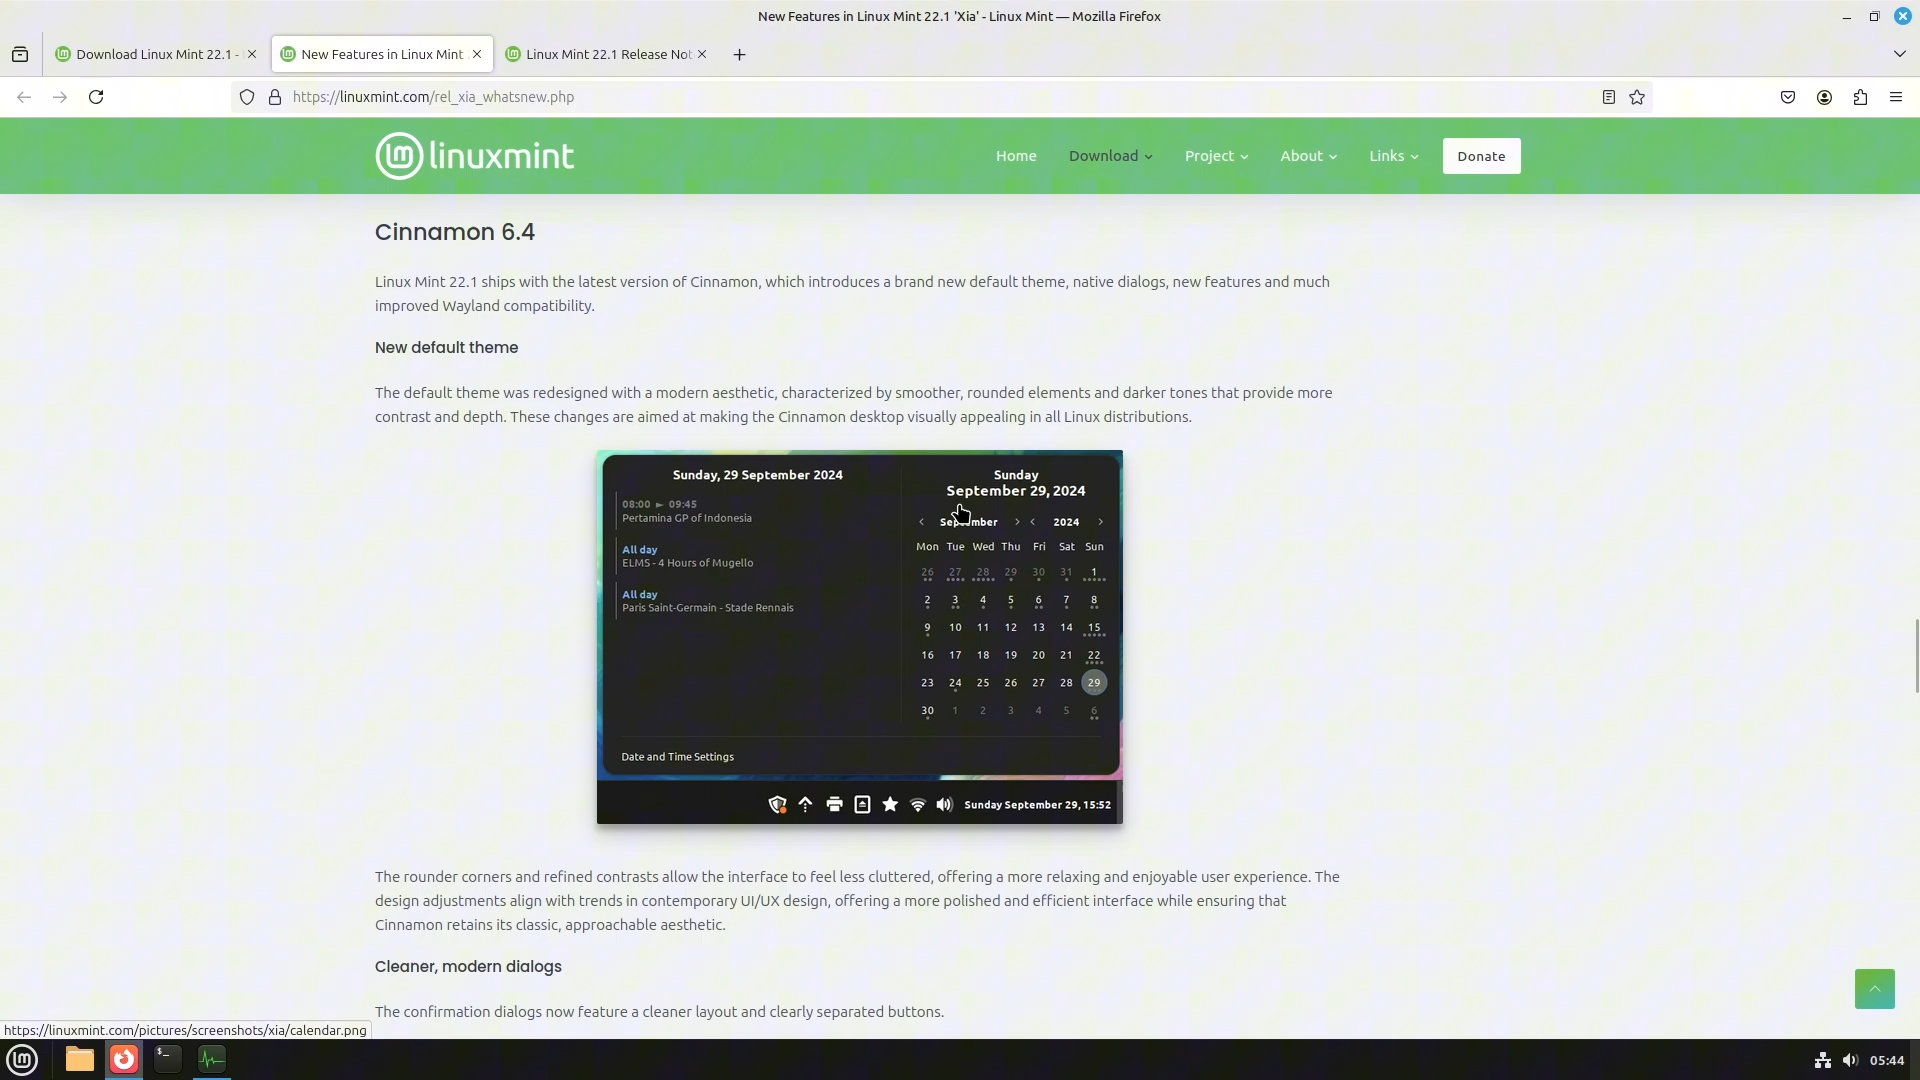 New Features in Linux Mint 22.1 'Xia' - Linux Mint — Mozilla Firefox
Download Linux Mint 22.1 -
New Features in Linux Mint
Linux Mint 22.1 Release Not
https://linuxmint.com/rel_xia_whatsnew.php
linuxmint
Home Download Project About Links Donate
Cinnamon 6.4
Linux Mint 22.1 ships with the latest version of Cinnamon, which introduces a brand new default theme, native dialogs, new features and much
improved Wayland compatibility.
New default theme
The default theme was redesigned with a modern aesthetic, characterized by smoother, rounded elements and darker tones that provide more
contrast and depth. These changes are aimed at making the Cinnamon desktop visually appealing in all Linux distributions.
Sunday, 29 September 2024
08:00 ► 09:45
Pertamina GP of Indonesia
All day
ELMS - 4 Hours of Mugello
All day
Paris Saint-Germain - Stade Rennais
Date and Time Settings
Sunday
September 29, 2024
September 2024
Mon Tue Wed Thu Fri Sat Sun
26 27 28 29 30 31 1
2 3 4 5 6 7 8
9 10 11 12 13 14 15
16 17 18 19 20 21 22
23 24 25 26 27 28 29
30 1 2 3 4 5 6
Sunday September 29, 15:52
The rounder corners and refined contrasts allow the interface to feel less cluttered, offering a more relaxing and enjoyable user experience. The
design adjustments align with trends in contemporary UI/UX design, offering a more polished and efficient interface while ensuring that
Cinnamon retains its classic, approachable aesthetic.
Cleaner, modern dialogs
The confirmation dialogs now feature a cleaner layout and clearly separated buttons.
https://linuxmint.com/pictures/screenshots/xia/calendar.png
05:44